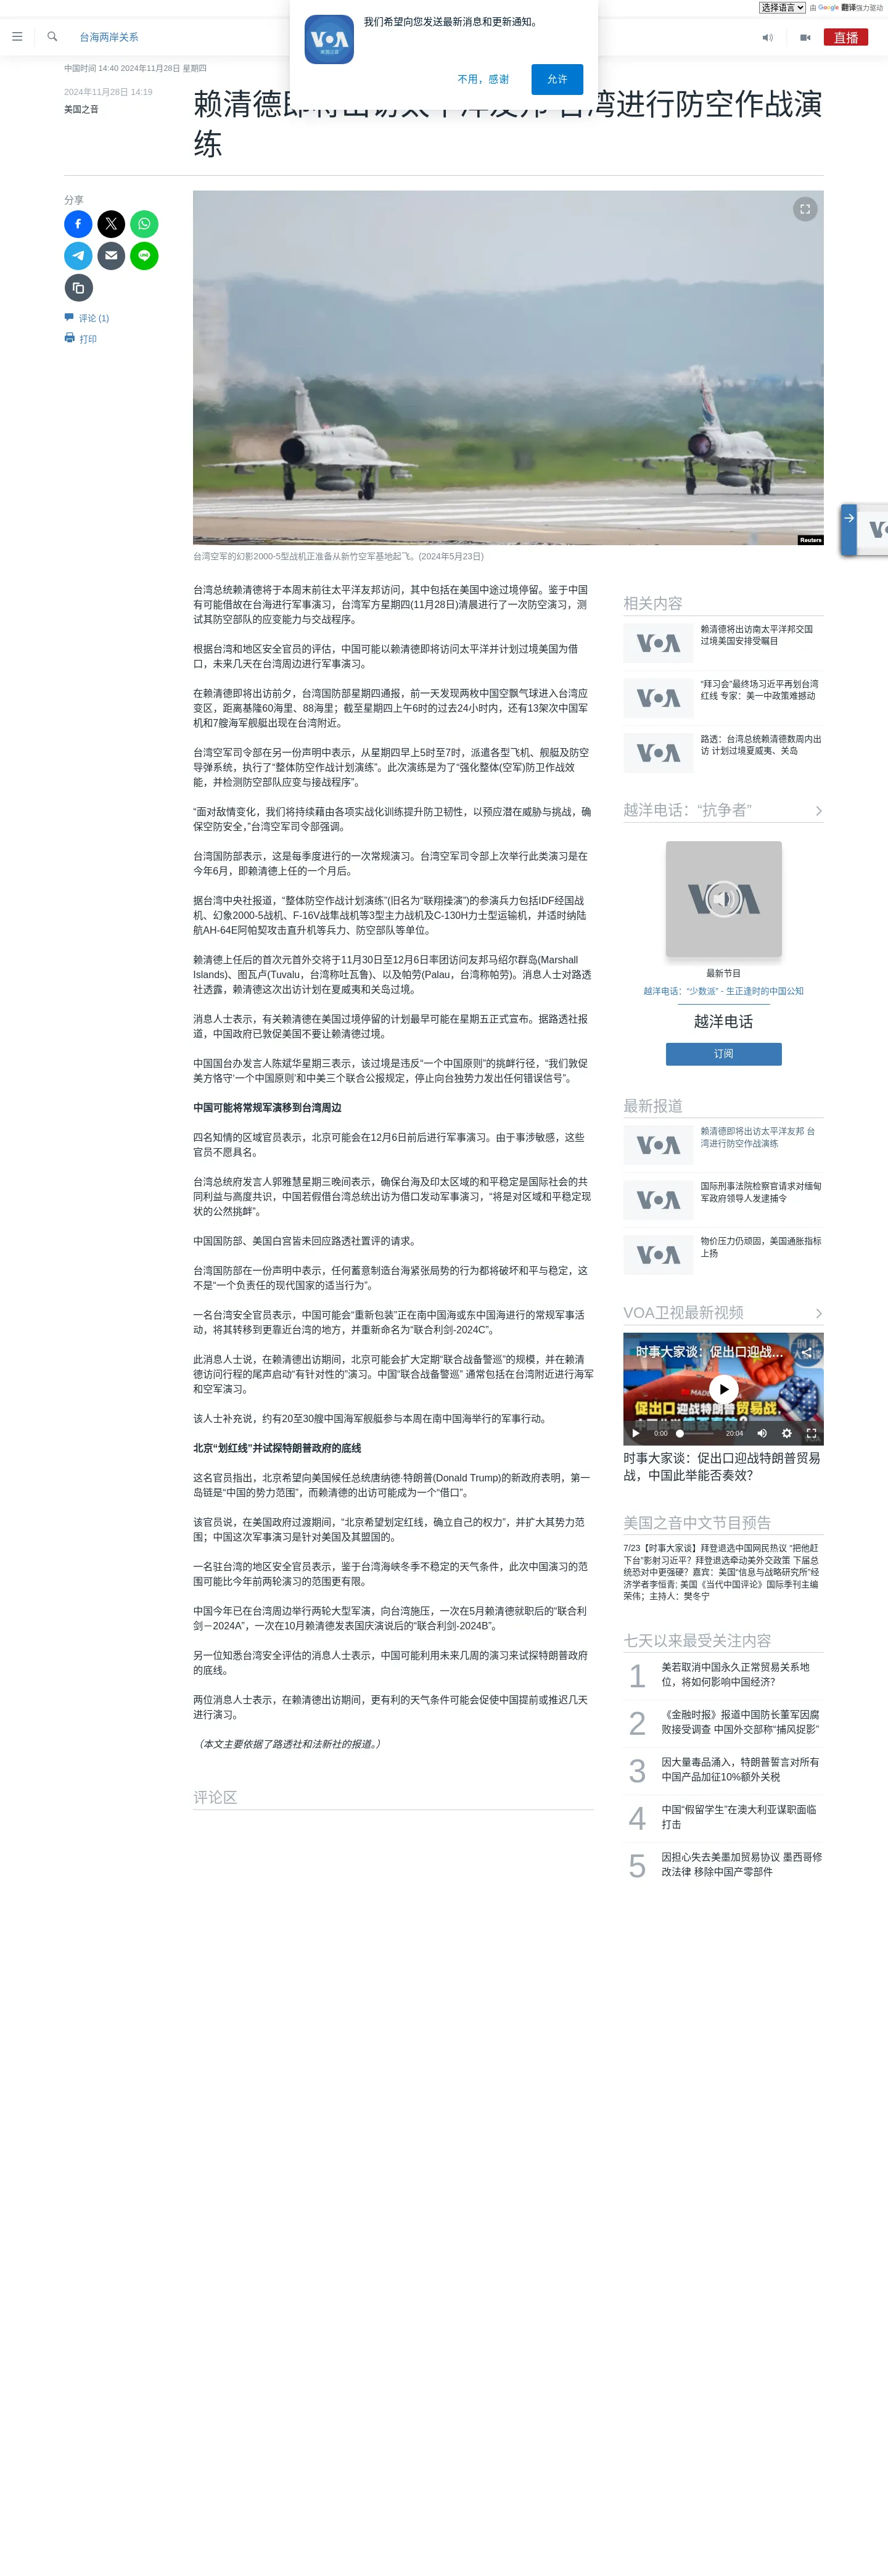 选择语言 由 Google 翻译强力驱动
我们希望向您发送最新消息和更新通知。
VOA
美国之音
不用，感谢
允许
台海两岸关系
直播
中国时间 14:40 2024年11月28日 星期四
2024年11月28日 14:19
美国之音
赖清德即将出访太平洋友邦 台湾进行防空作战演
练
分享
评论 (1)
打印
Reuters
台湾空军的幻影2000-5型战机正准备从新竹空军基地起飞。(2024年5月23日)
台湾总统赖清德将于本周末前往太平洋友邦访问，其中包括在美国中途过境停留。鉴于中国
有可能借故在台海进行军事演习，台湾军方星期四(11月28日)清晨进行了一次防空演习，测
试其防空部队的应变能力与交战程序。
根据台湾和地区安全官员的评估，中国可能以赖清德即将访问太平洋并计划过境美国为借
口，未来几天在台湾周边进行军事演习。
在赖清德即将出访前夕，台湾国防部星期四通报，前一天发现两枚中国空飘气球进入台湾应
变区，距离基隆60海里、88海里；截至星期四上午6时的过去24小时内，还有13架次中国军
机和7艘海军舰艇出现在台湾附近。
台湾空军司令部在另一份声明中表示，从星期四早上5时至7时，派遣各型飞机、舰艇及防空
导弹系统，执行了“整体防空作战计划演练”。此次演练是为了“强化整体(空军)防卫作战效
能，并检测防空部队应变与接战程序”。
“面对敌情变化，我们将持续藉由各项实战化训练提升防卫韧性，以预应潜在威胁与挑战，确
保空防安全，”台湾空军司令部强调。
台湾国防部表示，这是每季度进行的一次常规演习。台湾空军司令部上次举行此类演习是在
今年6月，即赖清德上任的一个月后。
据台湾中央社报道，“整体防空作战计划演练”(旧名为“联翔操演”)的参演兵力包括IDF经国战
机、幻象2000-5战机、F-16V战隼战机等3型主力战机及C-130H力士型运输机，并适时纳陆
航AH-64E阿帕契攻击直升机等兵力、防空部队等单位。
赖清德上任后的首次元首外交将于11月30日至12月6日率团访问友邦马绍尔群岛(Marshall
Islands)、图瓦卢(Tuvalu，台湾称吐瓦鲁)、以及帕劳(Palau，台湾称帕劳)。消息人士对路透
社透露，赖清德这次出访计划在夏威夷和关岛过境。
消息人士表示，有关赖清德在美国过境停留的计划最早可能在星期五正式宣布。据路透社报
道，中国政府已敦促美国不要让赖清德过境。
中国国台办发言人陈斌华星期三表示，该过境是违反“一个中国原则”的挑衅行径，“我们敦促
美方恪守‘一个中国原则’和中美三个联合公报规定，停止向台独势力发出任何错误信号”。
中国可能将常规军演移到台湾周边
四名知情的区域官员表示，北京可能会在12月6日前后进行军事演习。由于事涉敏感，这些
官员不愿具名。
台湾总统府发言人郭雅慧星期三晚间表示，确保台海及印太区域的和平稳定是国际社会的共
同利益与高度共识，中国若假借台湾总统出访为借口发动军事演习，“将是对区域和平稳定现
状的公然挑衅”。
中国国防部、美国白宫皆未回应路透社置评的请求。
台湾国防部在一份声明中表示，任何蓄意制造台海紧张局势的行为都将破坏和平与稳定，这
不是“一个负责任的现代国家的适当行为”。
一名台湾安全官员表示，中国可能会“重新包装”正在南中国海或东中国海进行的常规军事活
动，将其转移到更靠近台湾的地方，并重新命名为“联合利剑-2024C”。
此消息人士说，在赖清德出访期间，北京可能会扩大定期“联合战备警巡”的规模，并在赖清
德访问行程的尾声启动“有针对性的”演习。中国“联合战备警巡” 通常包括在台湾附近进行海军
和空军演习。
该人士补充说，约有20至30艘中国海军舰艇参与本周在南中国海举行的军事行动。
北京“划红线”并试探特朗普政府的底线
这名官员指出，北京希望向美国候任总统唐纳德·特朗普(Donald Trump)的新政府表明，第一
岛链是“中国的势力范围”，而赖清德的出访可能成为一个“借口”。
该官员说，在美国政府过渡期间，“北京希望划定红线，确立自己的权力”，并扩大其势力范
围；中国这次军事演习是针对美国及其盟国的。
一名驻台湾的地区安全官员表示，鉴于台湾海峡冬季不稳定的天气条件，此次中国演习的范
围可能比今年前两轮演习的范围更有限。
中国今年已在台湾周边举行两轮大型军演，向台湾施压，一次在5月赖清德就职后的“联合利
剑－2024A”，一次在10月赖清德发表国庆演说后的“联合利剑-2024B”。
另一位知悉台湾安全评估的消息人士表示，中国可能利用未来几周的演习来试探特朗普政府
的底线。
两位消息人士表示，在赖清德出访期间，更有利的天气条件可能会促使中国提前或推迟几天
进行演习。
（本文主要依据了路透社和法新社的报道。）
评论区
相关内容
VOA
赖清德将出访南太平洋邦交国
过境美国安排受瞩目
VOA
“拜习会”最终场习近平再划台湾
红线 专家：美一中政策难撼动
VOA
路透：台湾总统赖清德数周内出
访 计划过境夏威夷、关岛
越洋电话：“抗争者”
VOA
最新节目
越洋电话：“少数派” - 生正逢时的中国公知
越洋电话
订阅
最新报道
VOA
赖清德即将出访太平洋友邦 台
湾进行防空作战演练
VOA
国际刑事法院检察官请求对缅甸
军政府领导人发逮捕令
VOA
物价压力仍顽固，美国通胀指标
上扬
VOA卫视最新视频
时事大家谈：促出口迎战...
促出口迎战特朗普贸易战，
0:00 20:04
时事大家谈：促出口迎战特朗普贸易
战，中国此举能否奏效？
美国之音中文节目预告
7/23【时事大家谈】拜登退选中国网民热议 “把他赶
下台”影射习近平？拜登退选牵动美外交政策 下届总
统恐对中更强硬？嘉宾：美国“信息与战略研究所”经
济学者李恒青; 美国《当代中国评论》国际季刊主编
荣伟；主持人：樊冬宁
七天以来最受关注内容
1 美若取消中国永久正常贸易关系地
位，将如何影响中国经济？
2 《金融时报》报道中国防长董军因腐
败接受调查 中国外交部称“捕风捉影”
3 因大量毒品涌入，特朗普誓言对所有
中国产品加征10%额外关税
4 中国“假留学生”在澳大利亚谋职面临
打击
5 因担心失去美墨加贸易协议 墨西哥修
改法律 移除中国产零部件